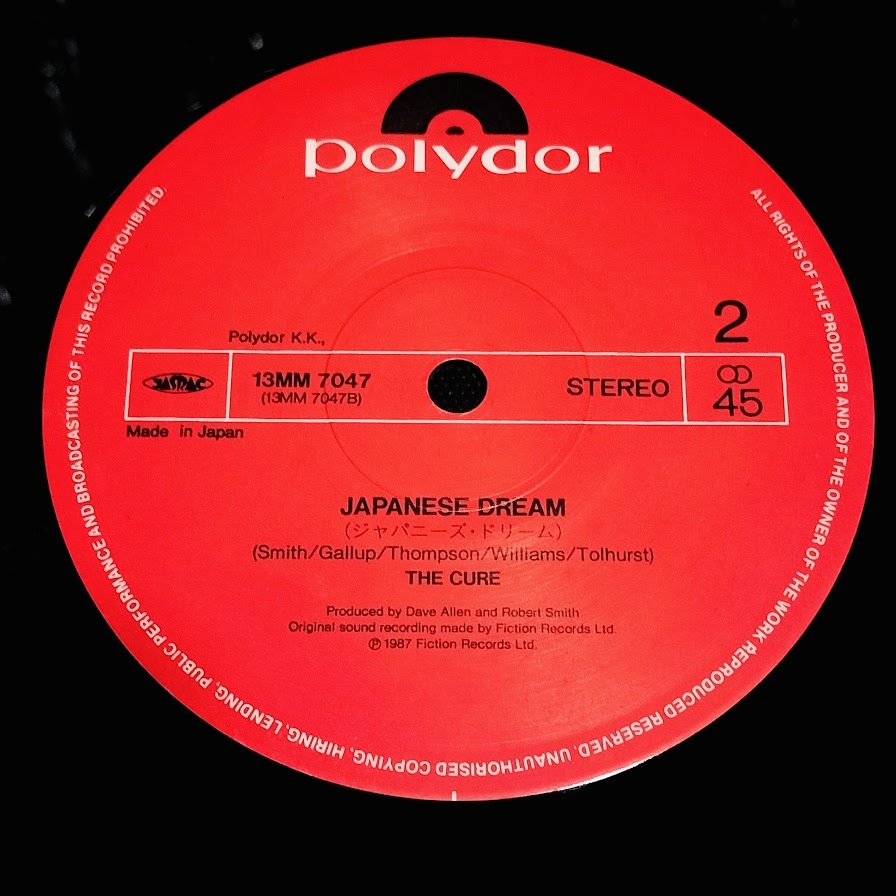 polydor
Polydor K.K.,
2
JASRAC
13MM 7047
(13MM 7047B)
STEREO
45
Made in Japan
JAPANESE DREAM
(ジャパニーズ・ドリーム)
(Smith/Gallup/Thompson/Williams/Tolhurst)
THE CURE
Produced by Dave Allen and Robert Smith
Original sound recording made by Fiction Records Ltd.
℗ 1987 Fiction Records Ltd.
ALL RIGHTS OF THE PRODUCER AND OF THE OWNER OF THE WORK REPRODUCED RESERVED. UNAUTHORISED COPYING, HIRING, LENDING, PUBLIC PERFORMANCE AND BROADCASTING OF THIS RECORD PROHIBITED.